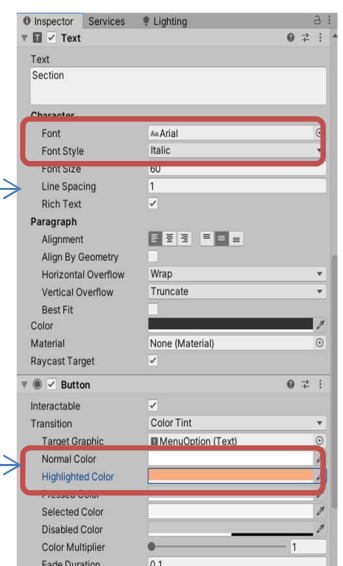 Inspector Services Lighting
Text
Text
Section
Character
Font Arial
Font Style Italic
Font Size 60
Line Spacing 1
Rich Text
Paragraph
Alignment
Align By Geometry
Horizontal Overflow Wrap
Vertical Overflow Truncate
Best Fit
Color
Material None (Material)
Raycast Target
Button
Interactable
Transition Color Tint
Target Graphic MenuOption (Text)
Normal Color
Highlighted Color
Pressed Color
Selected Color
Disabled Color
Color Multiplier 1
Fade Duration 0.1